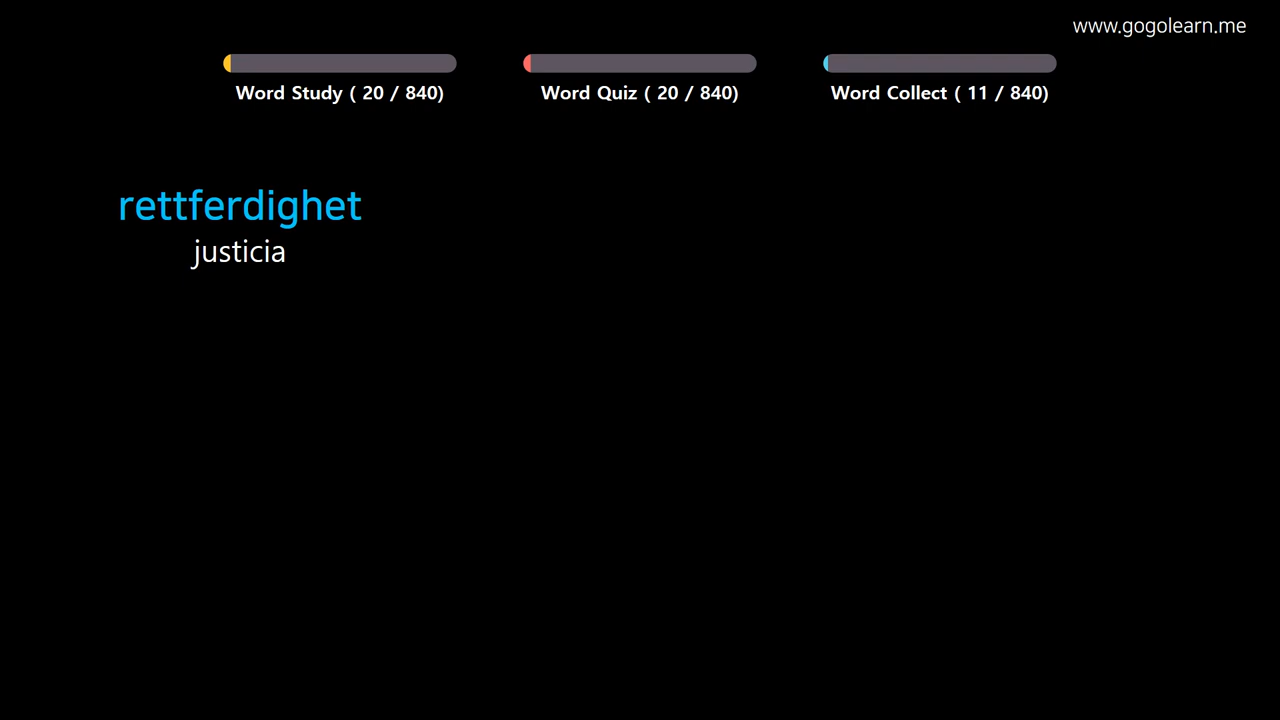 www.gogolearn.me
Word Study ( 20 / 840)
Word Quiz ( 20 / 840)
Word Collect ( 11 / 840)
rettferdighet
justicia